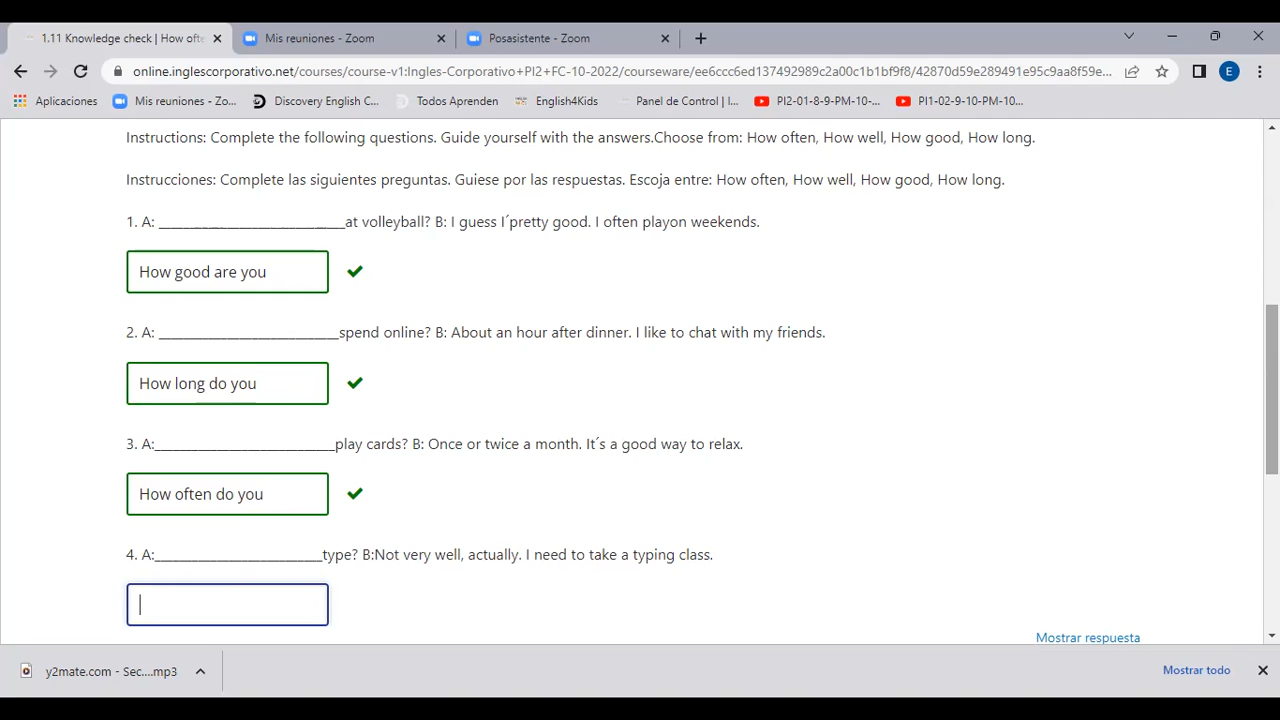 1.11 Knowledge check | How ofte
Mis reuniones - Zoom
Posasistente - Zoom
online.inglescorporativo.net/courses/course-v1:Ingles-Corporativo+PI2+FC-10-2022/courseware/ee6ccc6ed137492989c2a00c1b1bf9f8/42870d59e289491e95c9aa8f59e...
E
Aplicaciones
Mis reuniones - Zo...
Discovery English C...
Todos Aprenden
English4Kids
Panel de Control | I...
PI2-01-8-9-PM-10-...
PI1-02-9-10-PM-10...
Instructions: Complete the following questions. Guide yourself with the answers.Choose from: How often, How well, How good, How long.
Instrucciones: Complete las siguientes preguntas. Guiese por las respuestas. Escoja entre: How often, How well, How good, How long.
1. A: _________________________at volleyball? B: I guess I´pretty good. I often playon weekends.
How good are you
2. A: ________________________spend online? B: About an hour after dinner. I like to chat with my friends.
How long do you
3. A:________________________play cards? B: Once or twice a month. It´s a good way to relax.
How often do you
4. A:______________________type? B:Not very well, actually. I need to take a typing class.
Mostrar respuesta
y2mate.com - Sec....mp3
Mostrar todo